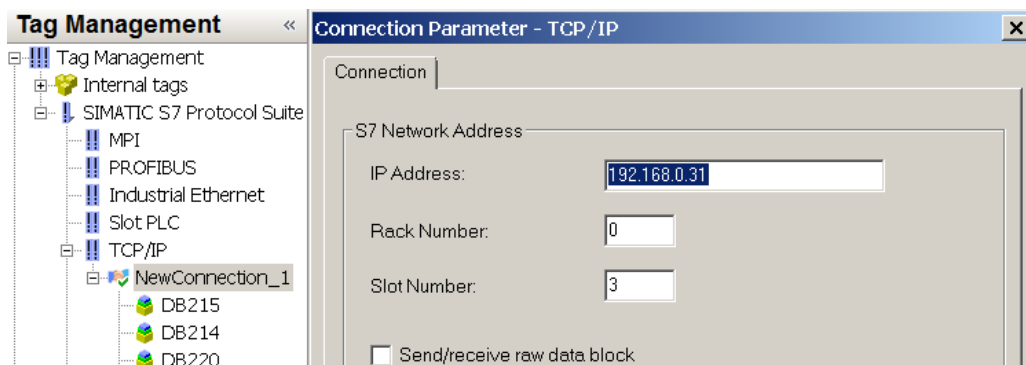 Tag Management «
Tag Management
Internal tags
SIMATIC S7 Protocol Suite
MPI
PROFIBUS
Industrial Ethernet
Slot PLC
TCP/IP
NewConnection_1
DB215
DB214
DB220
Connection Parameter - TCP/IP
Connection
S7 Network Address
IP Address: 192.168.0.31
Rack Number: 0
Slot Number: 3
Send/receive raw data block